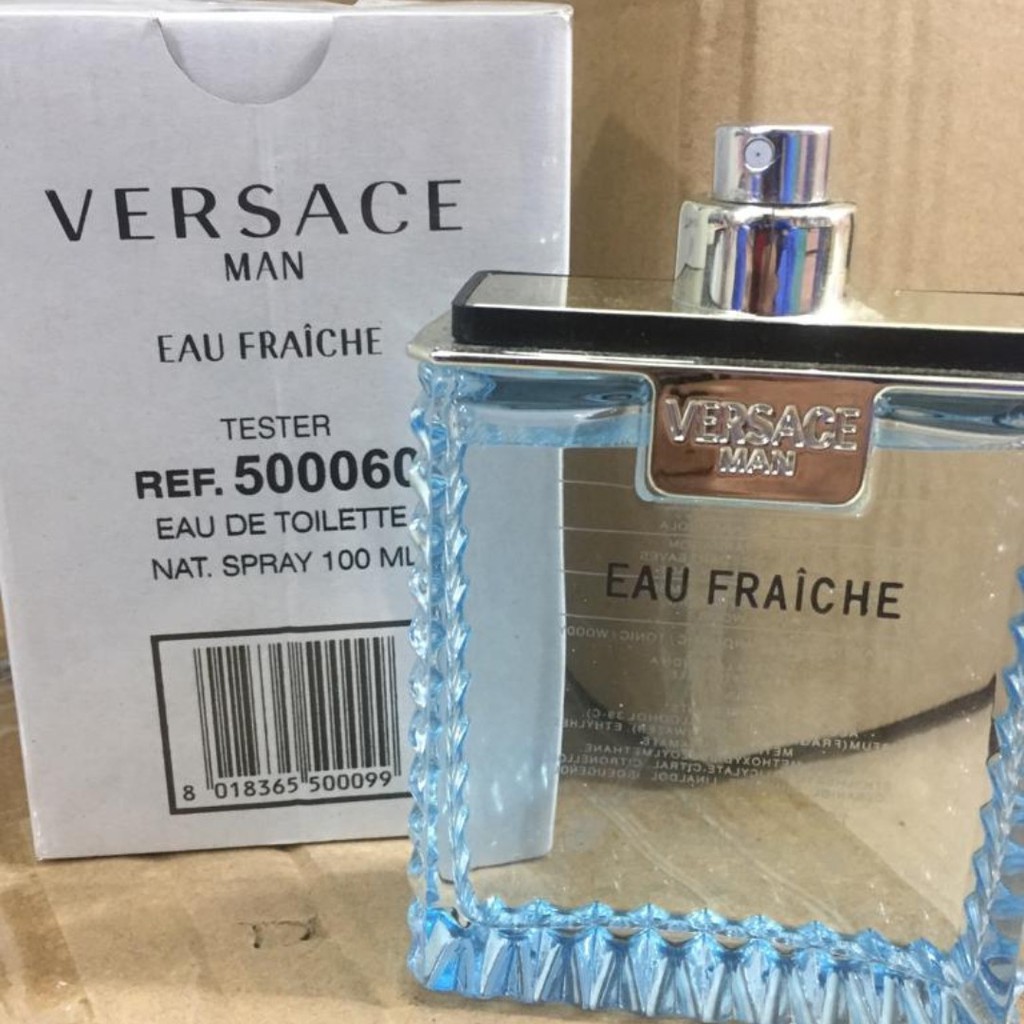 VERSACE
MAN
EAU FRAÎCHE
TESTER
REF. 500060
EAU DE TOILETTE
NAT. SPRAY 100 ML
8 018365 500099
VERSACE
MAN
EAU FRAÎCHE